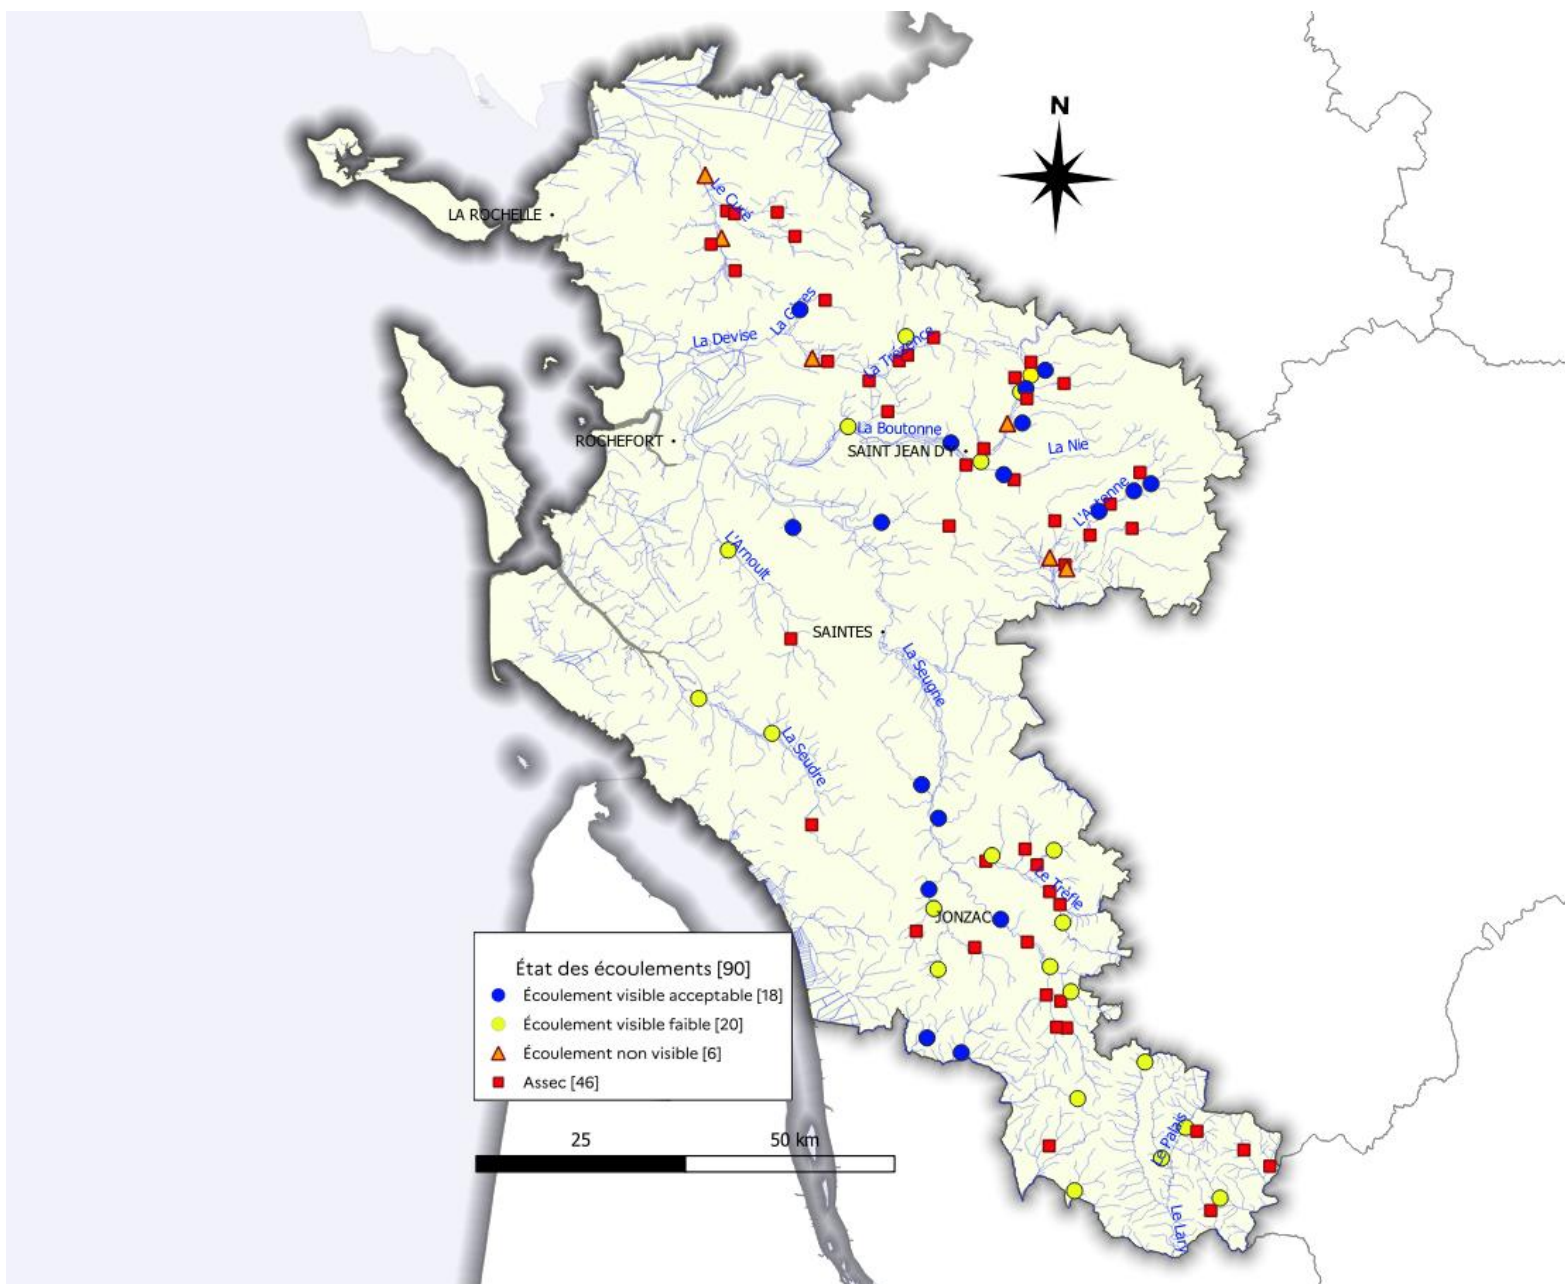 N
Le Curé
LA ROCHELLE
La Gères
La Devise
La Trézence
La Boutonne
ROCHEFORT
SAINT JEAN D'Y
La Nie
L'Antenne
L'Arnoult
SAINTES
La Seugne
La Seudre
Le Trèfle
JONZAC
État des écoulements [90]
Écoulement visible acceptable [18]
Écoulement visible faible [20]
Écoulement non visible [6]
Assec [46]
Le Palais
25
50 km
Le Lary